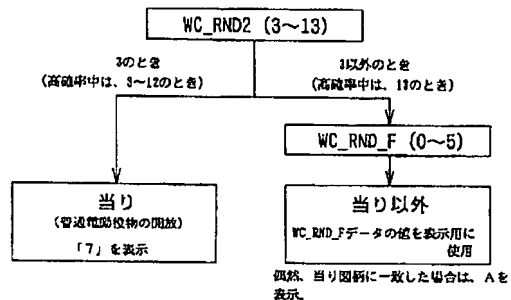 WC_RND2 (3〜13)
3のとき
(高確率中は、3〜12のとき)
3以外のとき
(高確率中は、13のとき)
WC_RND_F (0〜5)
当り
(普通電動役物の開放)
「7」を表示
当り以外
WC_RND_Fデータの値を表示用に
使用
偶然、当り図柄に一致した場合は、Aを
表示。